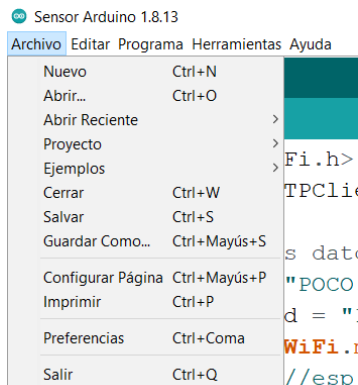 Sensor Arduino 1.8.13
Archivo Editar Programa Herramientas Ayuda
Nuevo Ctrl+N
Abrir... Ctrl+O
Abrir Reciente >
Proyecto >
Ejemplos >
Cerrar Ctrl+W
Salvar Ctrl+S
Guardar Como... Ctrl+Mayús+S
Configurar Página Ctrl+Mayús+P
Imprimir Ctrl+P
Preferencias Ctrl+Coma
Salir Ctrl+Q
Fi.h>
TPClie
s dato
"POCO
d = "
WiFi.
//esp